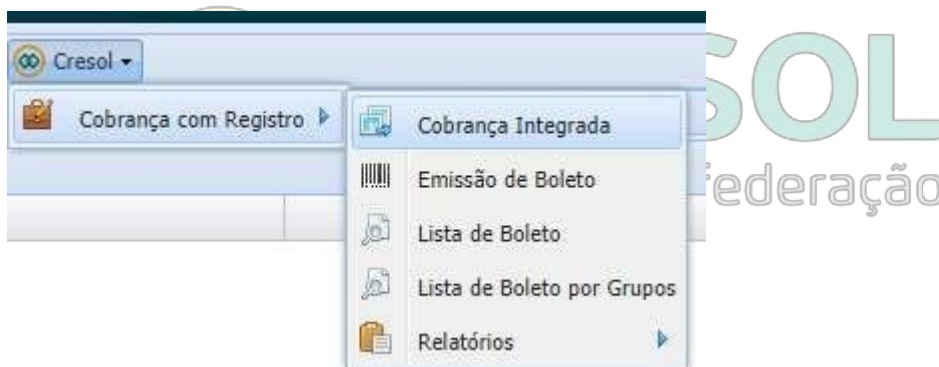 Cresol
Cobrança com Registro
Cobrança Integrada
Emissão de Boleto
Lista de Boleto
Lista de Boleto por Grupos
Relatórios
SOL
ederação